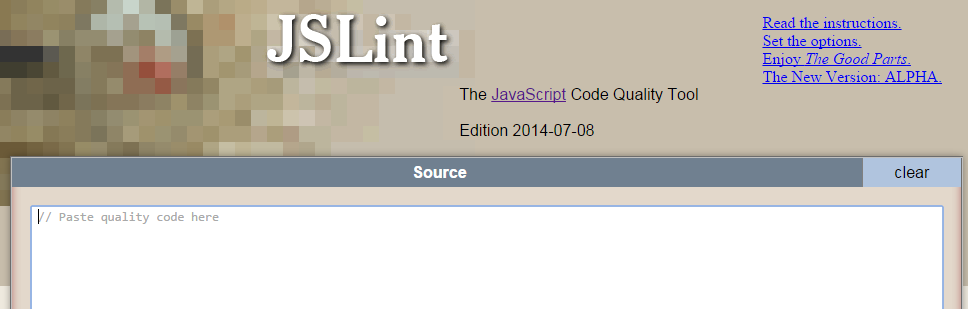 JSLint
Read the instructions.
Set the options.
Enjoy The Good Parts.
The New Version: ALPHA.
The JavaScript Code Quality Tool
Edition 2014-07-08
Source
clear
// Paste quality code here